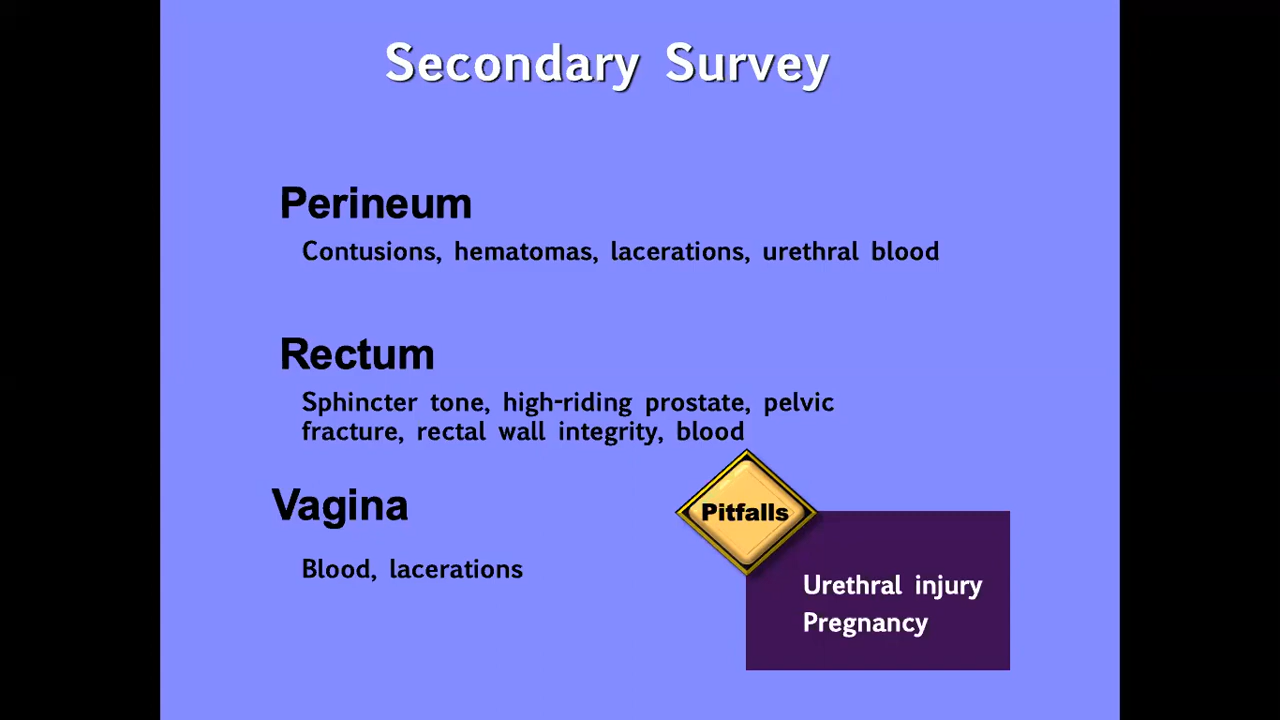 Secondary Survey
Perineum
Contusions, hematomas, lacerations, urethral blood
Rectum
Sphincter tone, high-riding prostate, pelvic
fracture, rectal wall integrity, blood
Vagina
Blood, lacerations
Pitfalls
Urethral injury
Pregnancy